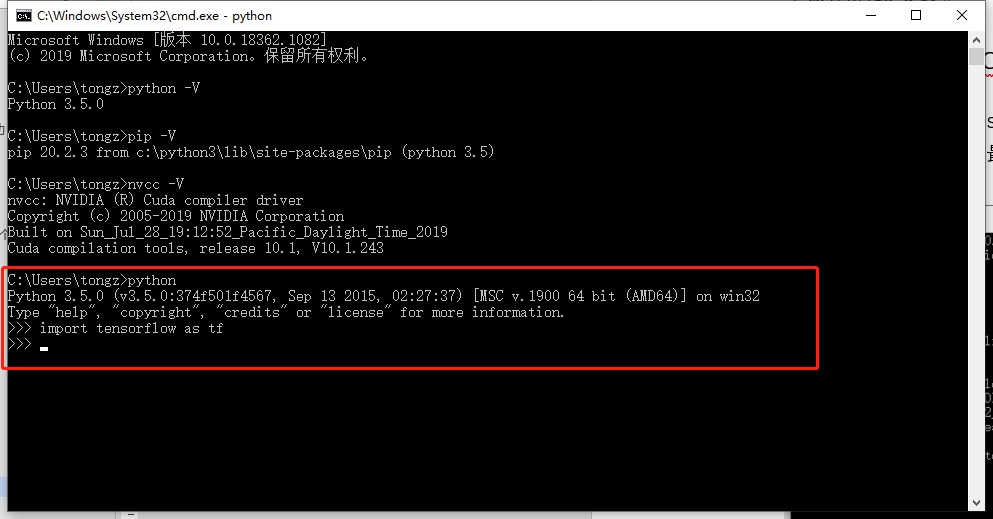 C:\Windows\System32\cmd.exe - python
Microsoft Windows [版本 10.0.18362.1082]
(c) 2019 Microsoft Corporation。保留所有权利。
C:\Users\tongz>python -V
Python 3.5.0
C:\Users\tongz>pip -V
pip 20.2.3 from c:\python3\lib\site-packages\pip (python 3.5)
C:\Users\tongz>nvcc -V
nvcc: NVIDIA (R) Cuda compiler driver
Copyright (c) 2005-2019 NVIDIA Corporation
Built on Sun_Jul_28_19:12:52_Pacific_Daylight_Time_2019
Cuda compilation tools, release 10.1, V10.1.243
C:\Users\tongz>python
Python 3.5.0 (v3.5.0:374f501f4567, Sep 13 2015, 02:27:37) [MSC v.1900 64 bit (AMD64)] on win32
Type "help", "copyright", "credits" or "license" for more information.
>>> import tensorflow as tf
>>>